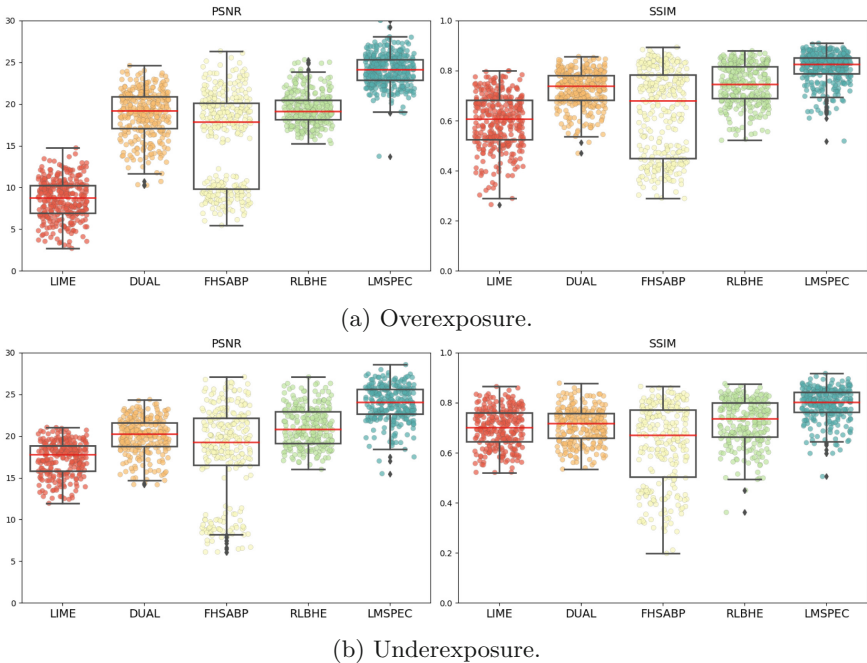 PSNR
SSIM
30
25
20
15
10
5
0
LIME DUAL FHSABP RLBHE LMSPEC
1.0
0.8
0.6
0.4
0.2
0.0
LIME DUAL FHSABP RLBHE LMSPEC
(a) Overexposure.
PSNR
SSIM
30
25
20
15
10
5
0
LIME DUAL FHSABP RLBHE LMSPEC
1.0
0.8
0.6
0.4
0.2
0.0
LIME DUAL FHSABP RLBHE LMSPEC
(b) Underexposure.